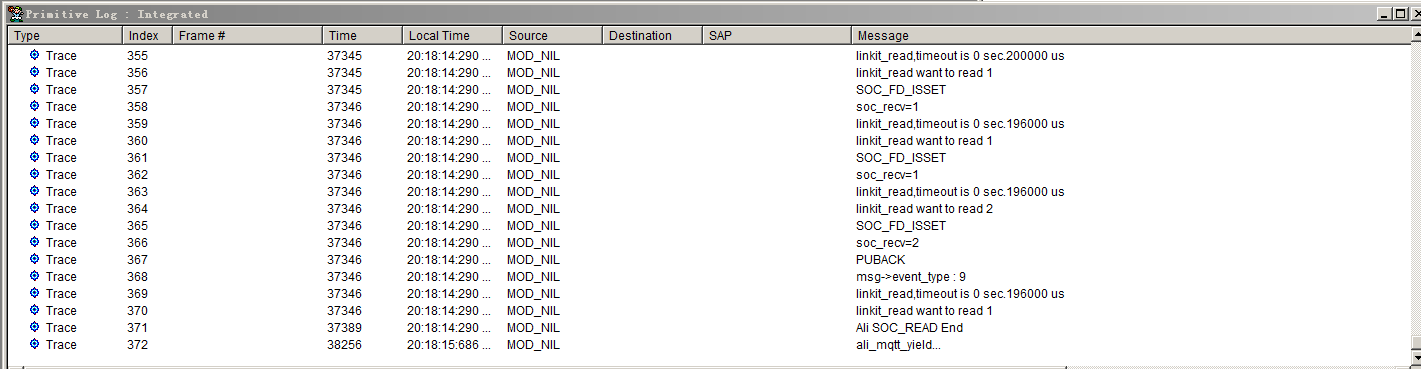 Primitive Log : Integrated
Type Index Frame # Time Local Time Source Destination SAP Message
Trace 355 37345 20:18:14:290 ... MOD_NIL linkit_read,timeout is 0 sec.200000 us
Trace 356 37345 20:18:14:290 ... MOD_NIL linkit_read want to read 1
Trace 357 37345 20:18:14:290 ... MOD_NIL SOC_FD_ISSET
Trace 358 37346 20:18:14:290 ... MOD_NIL soc_recv=1
Trace 359 37346 20:18:14:290 ... MOD_NIL linkit_read,timeout is 0 sec.196000 us
Trace 360 37346 20:18:14:290 ... MOD_NIL linkit_read want to read 1
Trace 361 37346 20:18:14:290 ... MOD_NIL SOC_FD_ISSET
Trace 362 37346 20:18:14:290 ... MOD_NIL soc_recv=1
Trace 363 37346 20:18:14:290 ... MOD_NIL linkit_read,timeout is 0 sec.196000 us
Trace 364 37346 20:18:14:290 ... MOD_NIL linkit_read want to read 2
Trace 365 37346 20:18:14:290 ... MOD_NIL SOC_FD_ISSET
Trace 366 37346 20:18:14:290 ... MOD_NIL soc_recv=2
Trace 367 37346 20:18:14:290 ... MOD_NIL PUBACK
Trace 368 37346 20:18:14:290 ... MOD_NIL msg->event_type : 9
Trace 369 37346 20:18:14:290 ... MOD_NIL linkit_read,timeout is 0 sec.196000 us
Trace 370 37346 20:18:14:290 ... MOD_NIL linkit_read want to read 1
Trace 371 37389 20:18:14:290 ... MOD_NIL Ali SOC_READ End
Trace 372 38256 20:18:15:686 ... MOD_NIL ali_mqtt_yield...